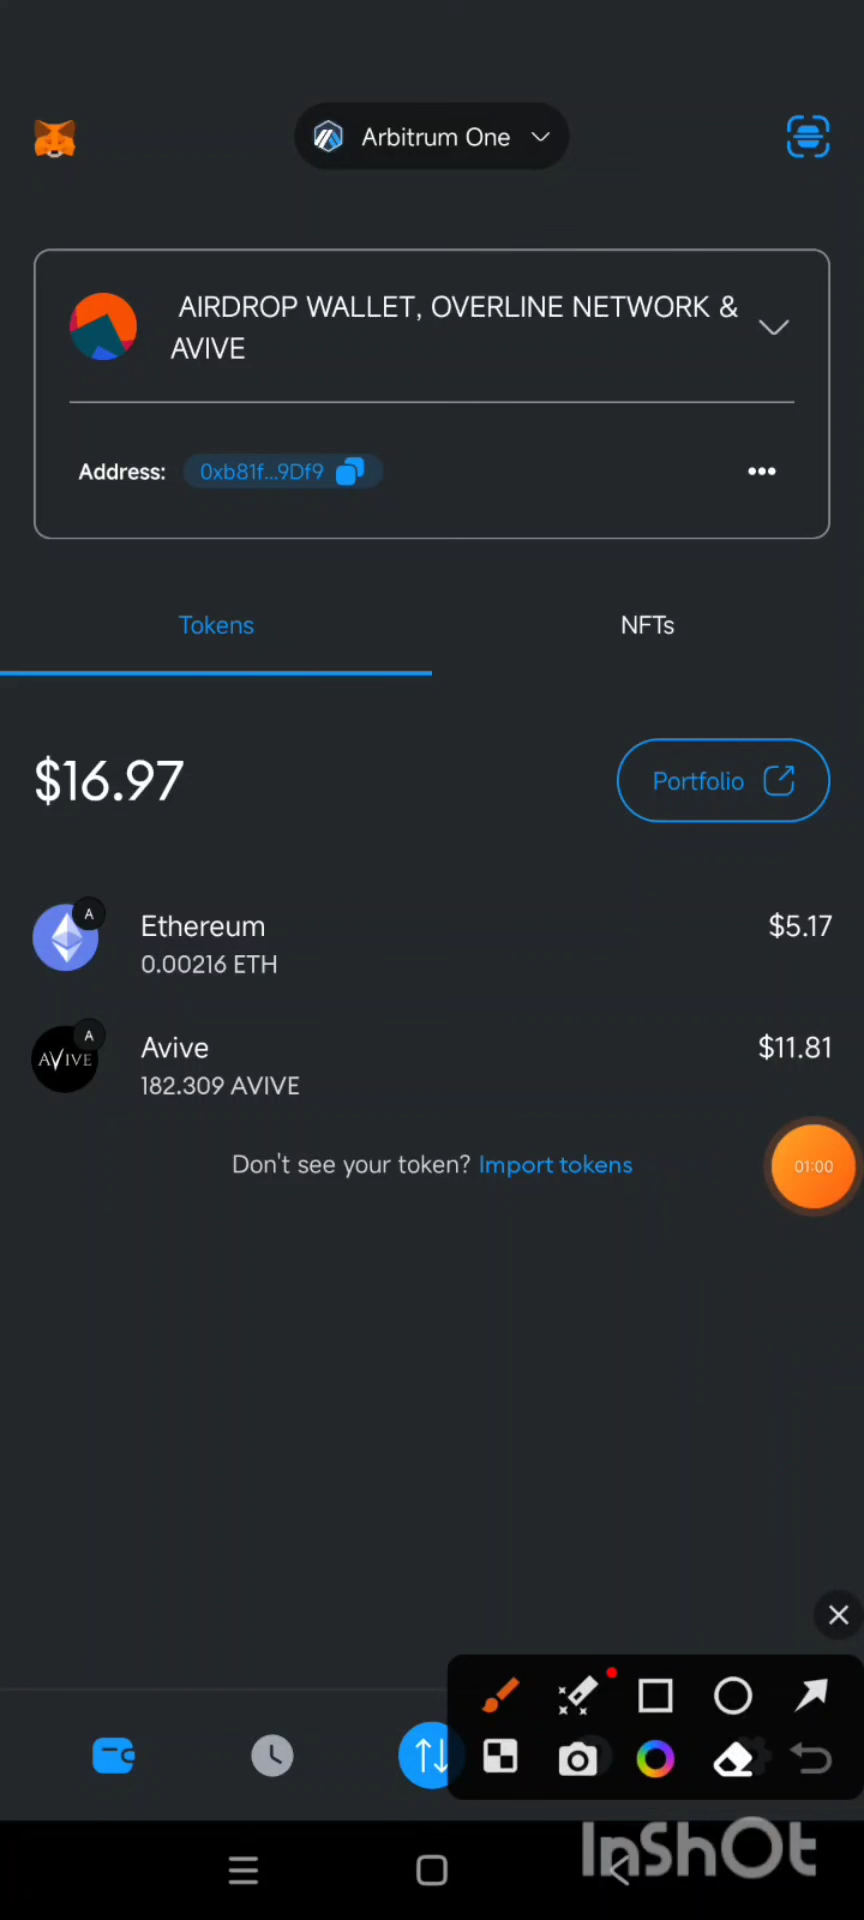 Arbitrum One
AIRDROP WALLET, OVERLINE NETWORK &
AVIVE
Address: 0xb81f...9Df9
Tokens NFTs
$16.97 Portfolio
A
Ethereum $5.17
0.00216 ETH
A
AVIVE
Avive $11.81
182.309 AVIVE
Don't see your token? Import tokens
01:00
InShOt